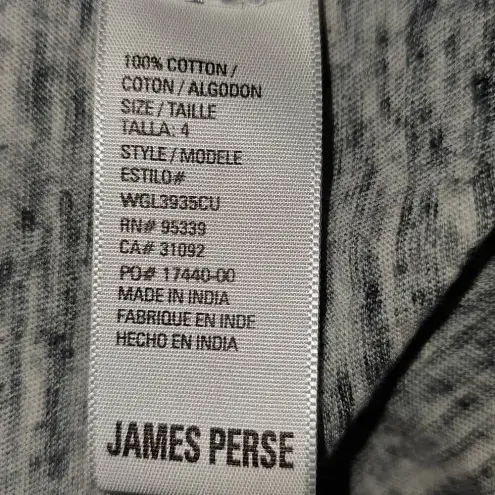 100% COTTON /
COTON / ALGODON
SIZE / TAILLE
TALLA: 4
STYLE / MODELE
ESTILO#
WGL3935CU
RN# 95339
CA# 31092
PO# 17440-00
MADE IN INDIA
FABRIQUE EN INDE
HECHO EN INDIA
JAMES PERSE